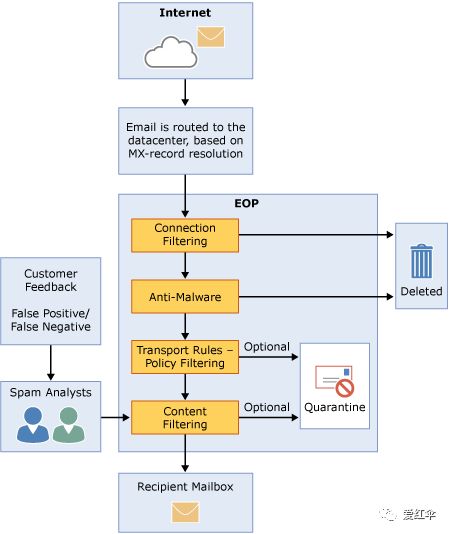 Internet
Email is routed to the
datacenter, based on
MX-record resolution
EOP
Connection
Filtering
Deleted
Customer
Feedback
False Positive/
False Negative
Anti-Malware
Transport Rules –
Policy Filtering
Optional
Quarantine
Spam Analysts
Content
Filtering
Optional
Recipient Mailbox
爱红伞